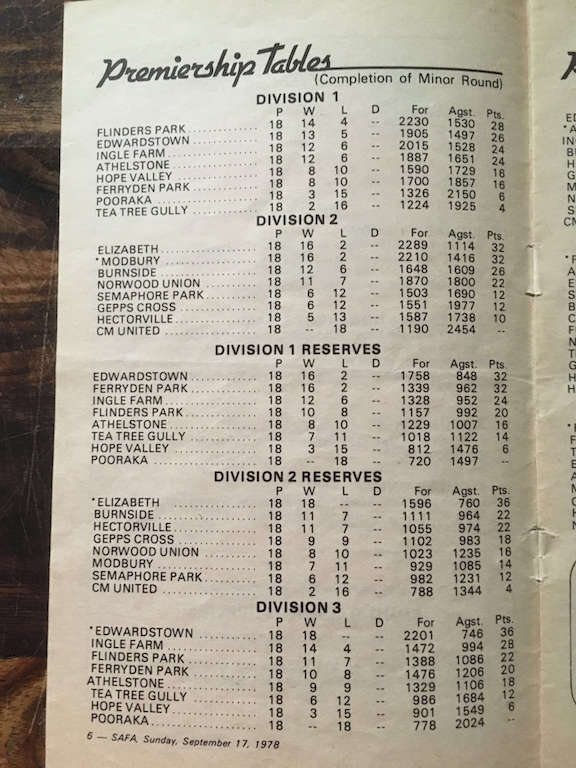 Premiership Tables
(Completion of Minor Round)
DIVISION 1
P W L D For Agst. Pts.
FLINDERS PARK ............ 18 14 4 -- 2230 1530 28
EDWARDSTOWN ............ 18 13 5 -- 1905 1497 26
INGLE FARM ............ 18 12 6 -- 2015 1528 24
ATHELSTONE ............ 18 12 6 -- 1887 1651 24
HOPE VALLEY ............ 18 8 10 -- 1590 1729 16
FERRYDEN PARK ............ 18 8 10 -- 1700 1857 16
POORAKA ............ 18 3 15 -- 1326 2150 6
TEA TREE GULLY ............ 18 2 16 -- 1224 1925 4
DIVISION 2
P W L D For Agst. Pts.
ELIZABETH ............ 18 16 2 -- 2289 1114 32
*MODBURY ............ 18 16 2 -- 2210 1416 32
BURNSIDE ............ 18 12 6 -- 1648 1609 26
NORWOOD UNION ............ 18 11 7 -- 1870 1800 22
SEMAPHORE PARK ............ 18 6 12 -- 1503 1690 12
GEPPS CROSS ............ 18 6 12 -- 1551 1977 12
HECTORVILLE ............ 18 5 13 -- 1587 1738 10
CM UNITED ............ 18 -- 18 -- 1190 2454 --
DIVISION 1 RESERVES
P W L D For Agst. Pts.
EDWARDSTOWN ............ 18 16 2 -- 1758 848 32
FERRYDEN PARK ............ 18 16 2 -- 1339 962 32
INGLE FARM ............ 18 12 6 -- 1328 952 24
FLINDERS PARK ............ 18 10 8 -- 1157 992 20
ATHELSTONE ............ 18 8 10 -- 1229 1007 16
TEA TREE GULLY ............ 18 7 11 -- 1018 1122 14
HOPE VALLEY ............ 18 3 15 -- 812 1476 6
POORAKA ............ 18 -- 18 -- 720 1497 --
DIVISION 2 RESERVES
P W L D For Agst. Pts.
*ELIZABETH ............ 18 18 -- -- 1596 760 36
BURNSIDE ............ 18 11 7 -- 1111 964 22
HECTORVILLE ............ 18 11 7 -- 1055 974 22
GEPPS CROSS ............ 18 9 9 -- 1102 983 18
NORWOOD UNION ............ 18 8 10 -- 1023 1235 16
MODBURY ............ 18 7 11 -- 929 1085 14
SEMAPHORE PARK ............ 18 6 12 -- 982 1231 12
CM UNITED ............ 18 2 16 -- 788 1344 4
DIVISION 3
P W L D For Agst. Pts.
*EDWARDSTOWN ............ 18 18 -- -- 2201 746 36
INGLE FARM ............ 18 14 4 -- 1472 994 28
FLINDERS PARK ............ 18 11 7 -- 1388 1086 22
FERRYDEN PARK ............ 18 10 8 -- 1476 1206 20
ATHELSTONE ............ 18 9 9 -- 1329 1106 18
TEA TREE GULLY ............ 18 6 12 -- 986 1684 12
HOPE VALLEY ............ 18 3 15 -- 901 1549 6
POORAKA ............ 18 -- 18 -- 778 2024 --
6 — SAFA, Sunday, September 17, 1978